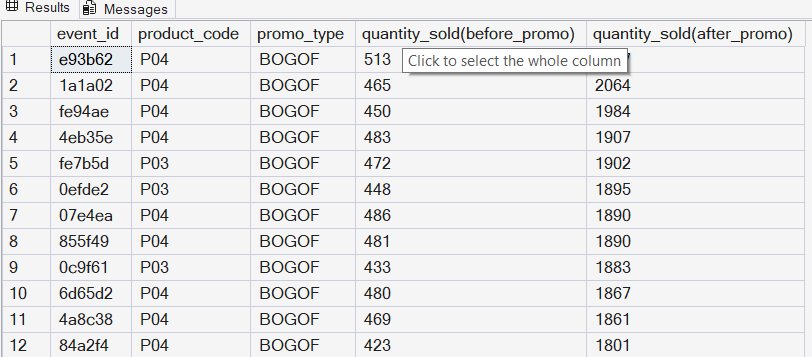 Results Messages
event_id product_code promo_type quantity_sold(before_promo) quantity_sold(after_promo)
1 e93b62 P04 BOGOF 513
Click to select the whole column
2 1a1a02 P04 BOGOF 465 2064
3 fe94ae P04 BOGOF 450 1984
4 4eb35e P04 BOGOF 483 1907
5 fe7b5d P03 BOGOF 472 1902
6 0efde2 P03 BOGOF 448 1895
7 07e4ea P04 BOGOF 486 1890
8 855f49 P04 BOGOF 481 1890
9 0c9f61 P03 BOGOF 433 1883
10 6d65d2 P04 BOGOF 480 1867
11 4a8c38 P04 BOGOF 469 1861
12 84a2f4 P04 BOGOF 423 1801